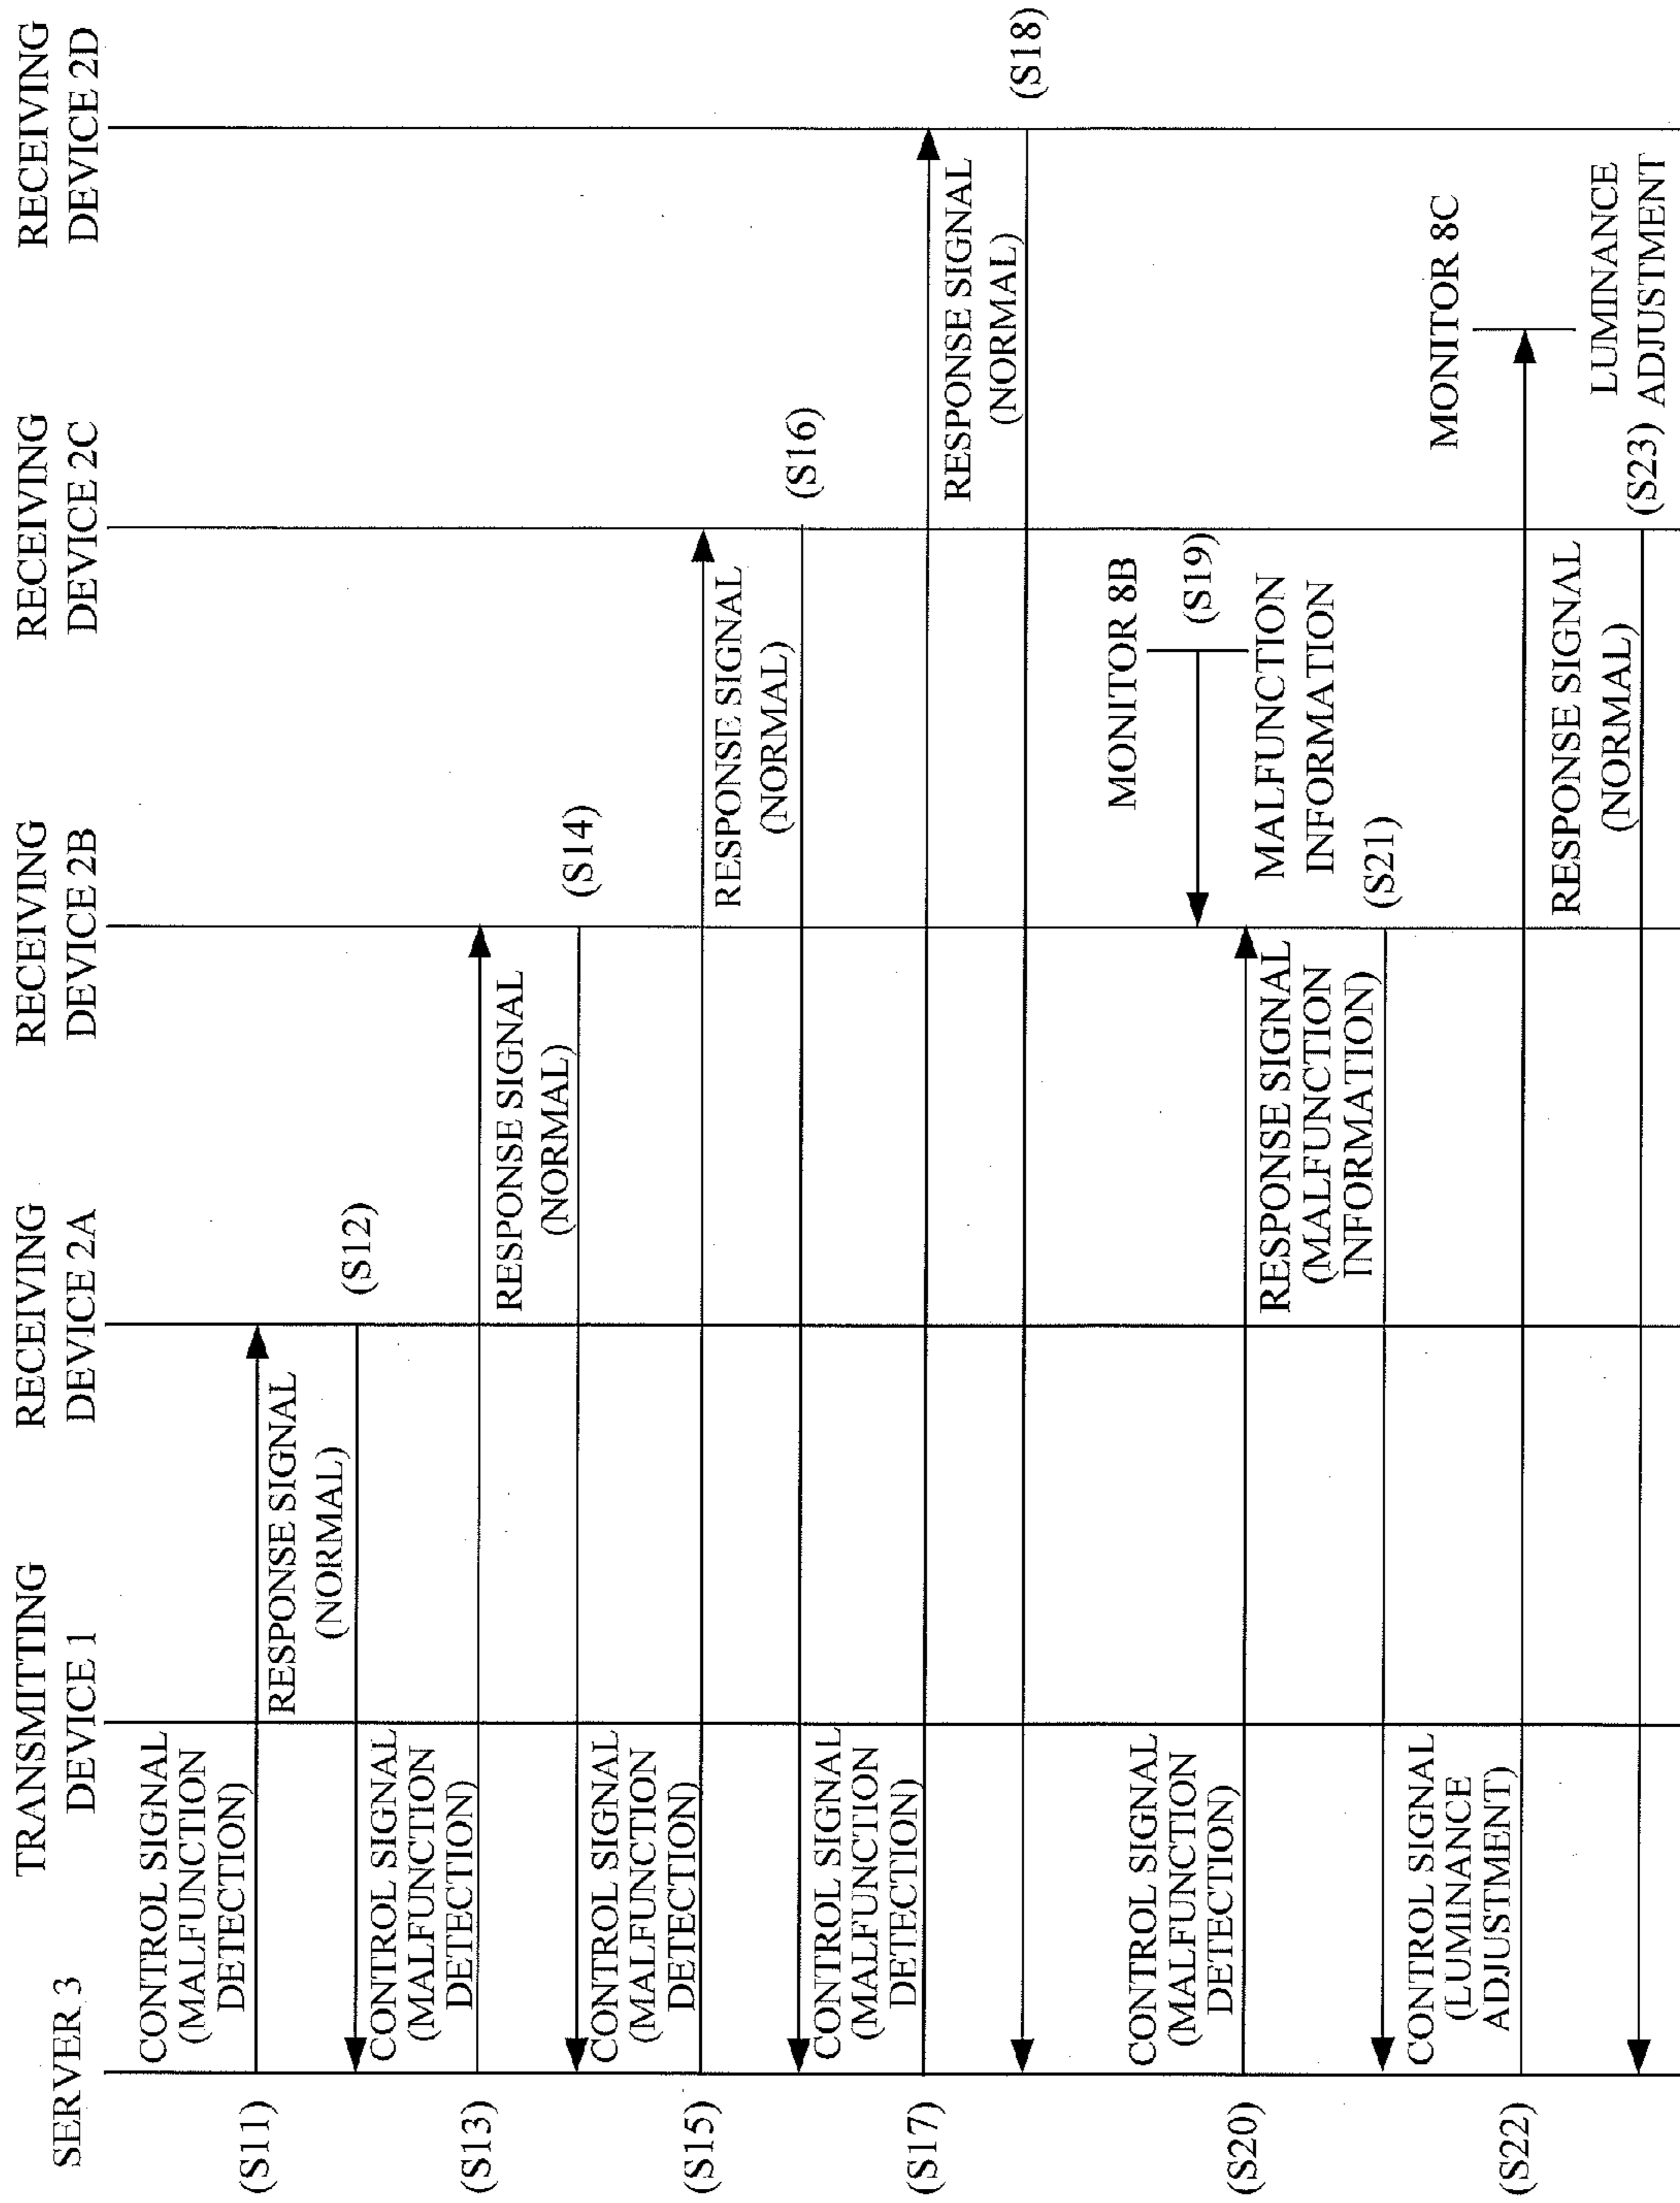 SERVER 3
TRANSMITTING
DEVICE 1
RECEIVING
DEVICE 2A
RECEIVING
DEVICE 2B
RECEIVING
DEVICE 2C
RECEIVING
DEVICE 2D
(S11)
CONTROL SIGNAL
(MALFUNCTION
DETECTION)
RESPONSE SIGNAL
(NORMAL)
(S12)
(S13)
CONTROL SIGNAL
(MALFUNCTION
DETECTION)
RESPONSE SIGNAL
(NORMAL)
(S14)
(S15)
CONTROL SIGNAL
(MALFUNCTION
DETECTION)
RESPONSE SIGNAL
(NORMAL)
(S16)
(S17)
CONTROL SIGNAL
(MALFUNCTION
DETECTION)
RESPONSE SIGNAL
(NORMAL)
(S18)
MONITOR 8B
(S19)
MALFUNCTION
INFORMATION
(S20)
CONTROL SIGNAL
(MALFUNCTION
DETECTION)
RESPONSE SIGNAL
(MALFUNCTION
INFORMATION)
(S21)
(S22)
CONTROL SIGNAL
(LUMINANCE
ADJUSTMENT)
MONITOR 8C
RESPONSE SIGNAL
(NORMAL)
LUMINANCE
(S23) ADJUSTMENT